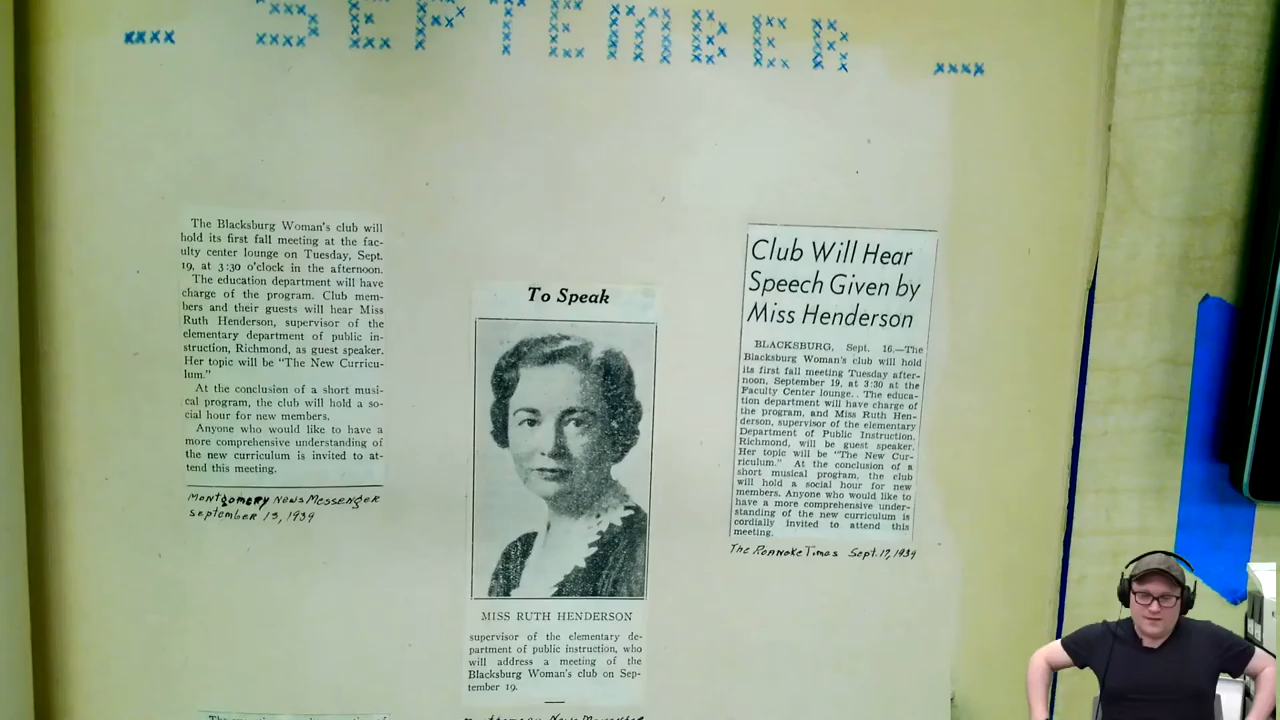 SEPTEMBER
The Blacksburg Woman's club will
hold its first fall meeting at the fac-
ulty center lounge on Tuesday, Sept.
19, at 3:30 o'clock in the afternoon.
The education department will have
charge of the program. Club mem-
bers and their guests will hear Miss
Ruth Henderson, supervisor of the
elementary department of public in-
struction, Richmond, as guest speaker.
Her topic will be "The New Curricu-
lum."
At the conclusion of a short musi-
cal program, the club will hold a so-
cial hour for new members.
Anyone who would like to have a
more comprehensive understanding of
the new curriculum is invited to at-
tend this meeting.
Montgomery News Messenger
September 13, 1939
To Speak
MISS RUTH HENDERSON
supervisor of the elementary de-
partment of public instruction, who
will address a meeting of the
Blacksburg Woman's club on Sep-
tember 19.
Montgomery News Messenger
Club Will Hear
Speech Given by
Miss Henderson
BLACKSBURG, Sept. 16.—The
Blacksburg Woman's club will hold
its first fall meeting Tuesday after-
noon, September 19, at 3:30 at the
Faculty Center lounge.. The educa-
tion department will have charge of
the program, and Miss Ruth Hen-
derson, supervisor of the elementary
Department of Public Instruction,
Richmond, will be guest speaker.
Her topic will be "The New Cur-
riculum." At the conclusion of a
short musical program, the club
will hold a social hour for new
members. Anyone who would like to
have a more comprehensive under-
standing of the new curriculum is
cordially invited to attend this
meeting.
The Roanoke Times Sept. 17, 1939